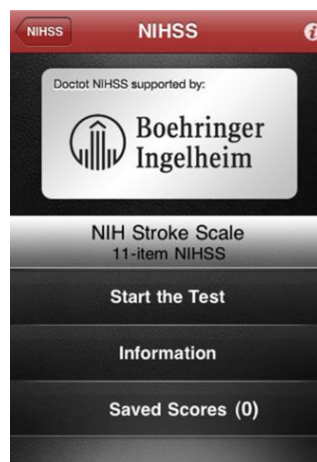 NIHSS NIHSS i
Doctot NIHSS supported by:
Boehringer
Ingelheim
NIH Stroke Scale
11-item NIHSS
Start the Test
Information
Saved Scores (0)